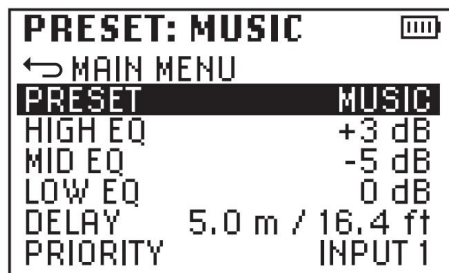 PRESET: MUSIC
MAIN MENU
PRESET MUSIC
HIGH EQ +3 dB
MID EQ -5 dB
LOW EQ 0 dB
DELAY 5.0 m / 16.4 ft
PRIORITY INPUT 1